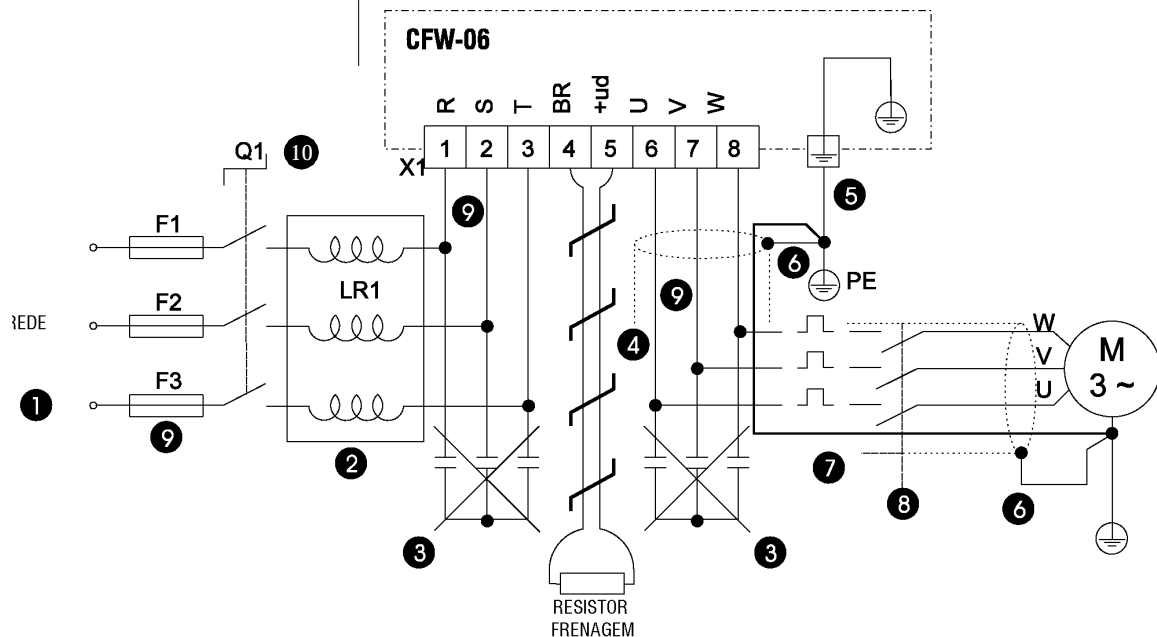 CFW-06
R S T BR +ud U V W
X1 1 2 3 4 5 6 7 8
Q1 10
9
5
F1
LR1
6
PE
F2
9
REDE
4
W
V
U
M
3 ~
F3
1
9
2
7
8
6
3
3
RESISTOR
FRENAGEM